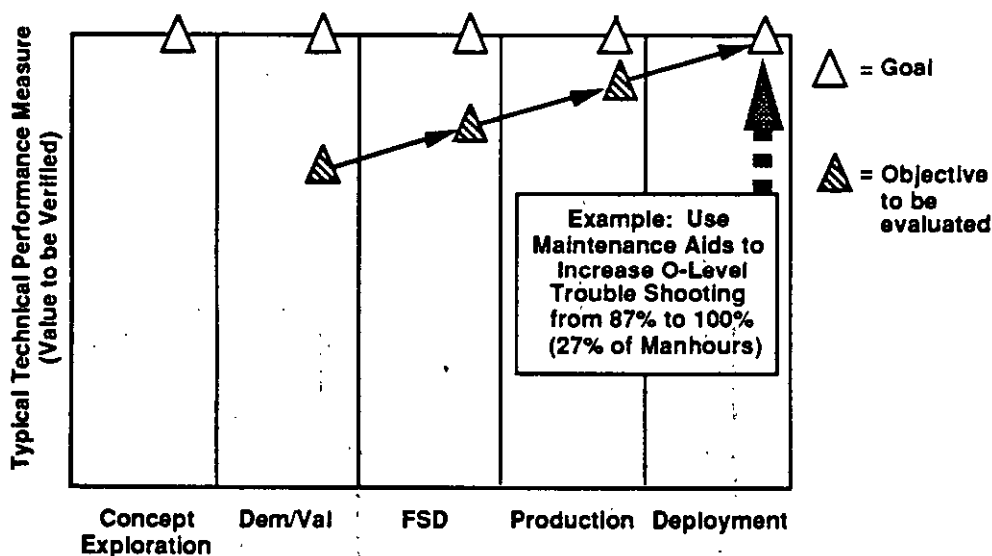 Typical Technical Performance Measure
(Value to be Verified)
= Goal
= Objective
to be
evaluated
Example: Use
Maintenance Aids to
Increase O-Level
Trouble Shooting
from 87% to 100%
(27% of Manhours)
Concept
Exploration
Dem/Val
FSD
Production
Deployment